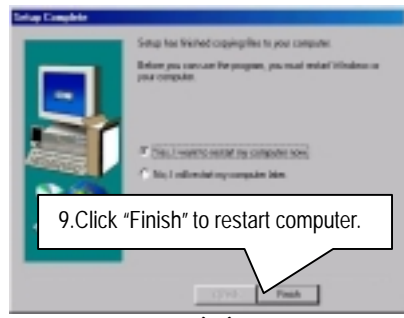 Setup Complete
Setup has finished copying files to your computer.
Before you can use the program, you must restart Windows or
your computer.
Yes, I want to restart my computer now.
No, I will restart my computer later.
9.Click “Finish” to restart computer.
Finish